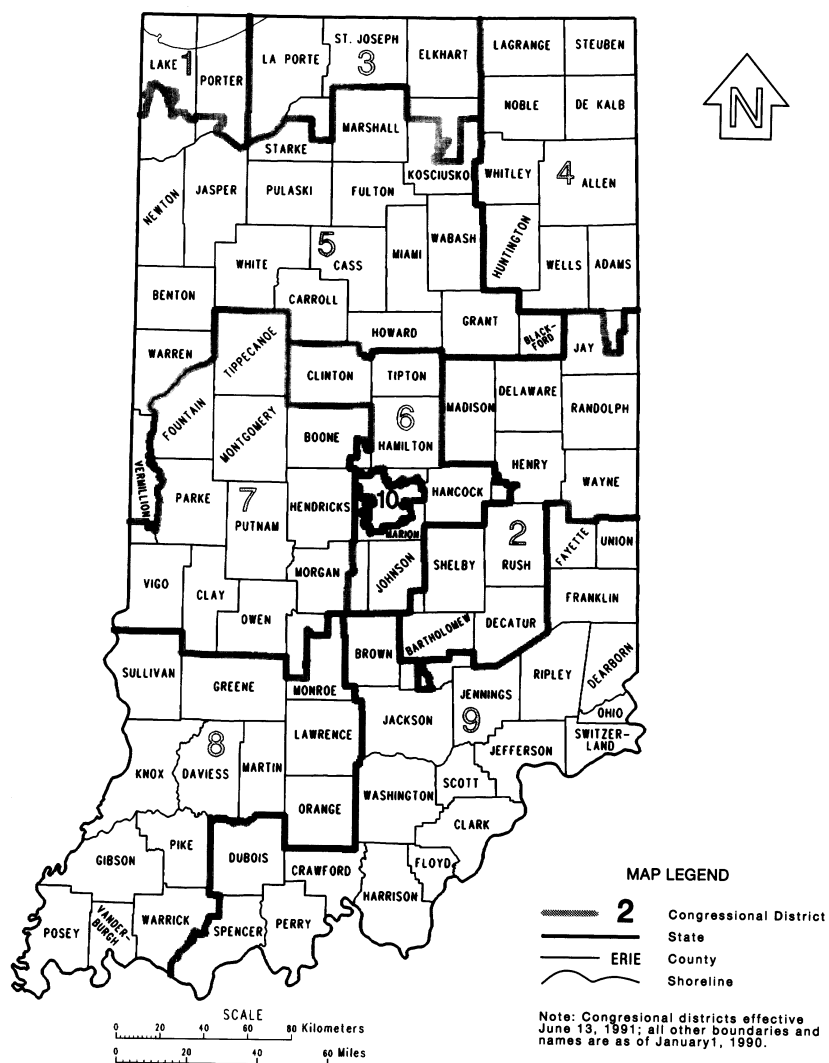 ST. JOSEPH
LA PORTE
3
ELKHART
LAGRANGE
STEUBEN
LAKE
1
PORTER
NOBLE
DE KALB
N
MARSHALL
STARKE
KOSCIUSKO
WHITLEY
4
ALLEN
NEWTON
JASPER
PULASKI
FULTON
WABASH
HUNTINGTON
5
WHITE
CASS
MIAMI
WELLS
ADAMS
BENTON
CARROLL
GRANT
HOWARD
BLACK-
FORD
JAY
WARREN
TIPPECANOE
CLINTON
TIPTON
DELAWARE
MADISON
RANDOLPH
FOUNTAIN
MONTGOMERY
BOONE
6
HAMILTON
HENRY
WAYNE
VERMILLION
PARKE
7
PUTNAM
HENDRICKS
10
HANCOCK
MARION
2
RUSH
FAYETTE
UNION
VIGO
CLAY
MORGAN
JOHNSON
SHELBY
FRANKLIN
OWEN
DECATUR
BARTHOLOMEW
BROWN
SULLIVAN
GREENE
MONROE
JENNINGS
RIPLEY
DEARBORN
9
OHIO
JACKSON
SWITZER-
LAND
JEFFERSON
LAWRENCE
8
KNOX
DAVIESS
MARTIN
SCOTT
WASHINGTON
ORANGE
CLARK
PIKE
GIBSON
DUBOIS
CRAWFORD
FLOYD
HARRISON
POSEY
VANDER-
BURGH
WARRICK
SPENCER
PERRY
MAP LEGEND
2 Congressional District
State
ERIE County
Shoreline
SCALE
0 20 40 60 80 Kilometers
0 20 40 60 Miles
Note: Congresional districts effective
June 13, 1991; all other boundaries and
names are as of January1, 1990.